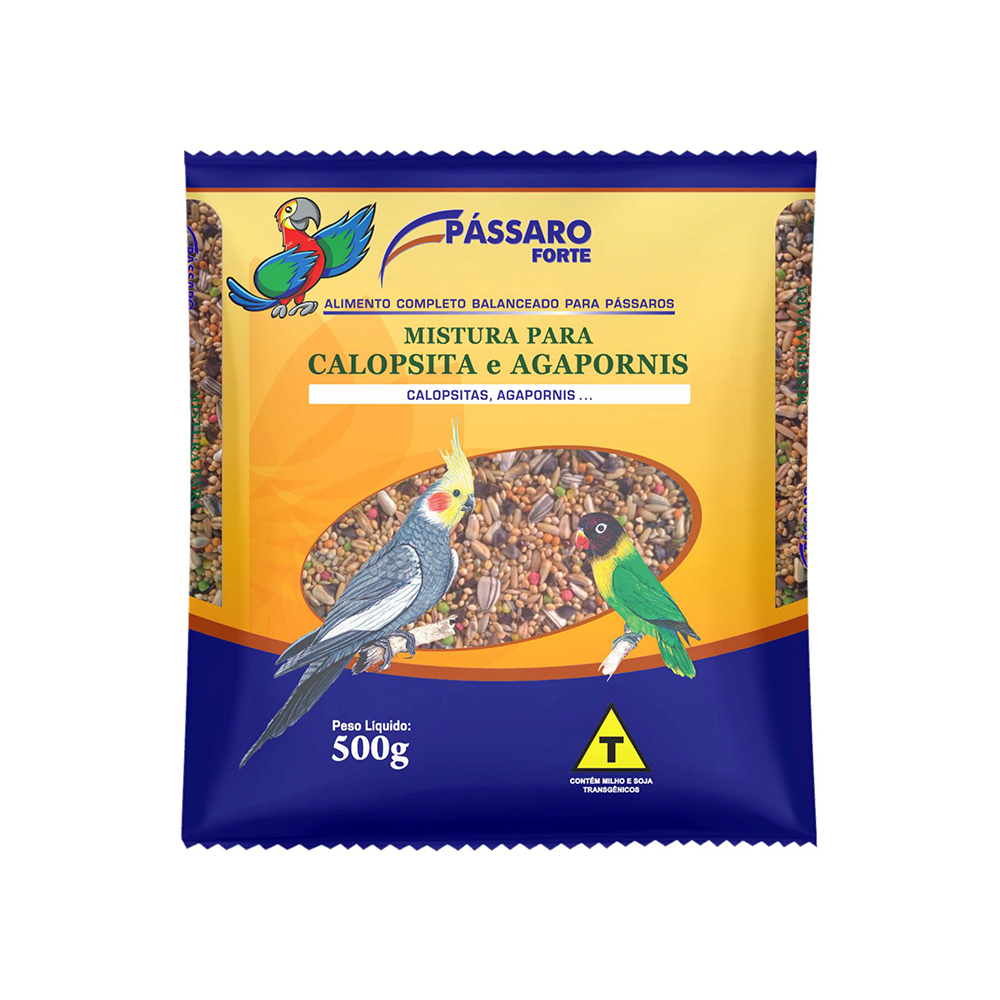 PÁSSARO
FORTE
ALIMENTO COMPLETO BALANCEADO PARA PÁSSAROS
MISTURA PARA
CALOPSITA e AGAPORNIS
CALOPSITAS, AGAPORNIS ...
Peso Líquido:
500g
T
CONTÉM MILHO E SOJA
TRANSGÊNICOS